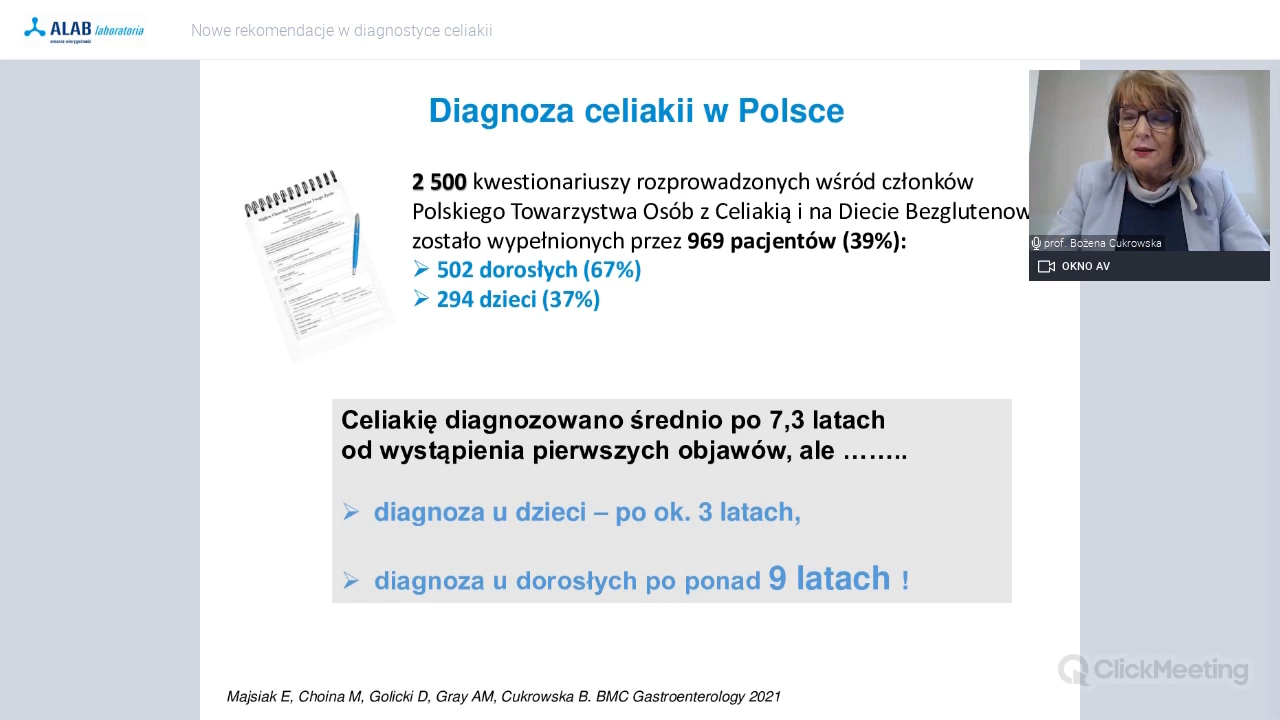 ALAB laboratoria
Nowe rekomendacje w diagnostyce celiakii
Diagnoza celiakii w Polsce
2 500 kwestionariuszy rozprowadzonych wśród członków
Polskiego Towarzystwa Osób z Celiakią i na Diecie Bezglutenow
zostało wypełnionych przez 969 pacjentów (39%):
➢ 502 dorosłych (67%)
➢ 294 dzieci (37%)
prof. Bożena Cukrowska
OKNO AV
Celiakię diagnozowano średnio po 7,3 latach
od wystąpienia pierwszych objawów, ale ……..
➢ diagnoza u dzieci – po ok. 3 latach,
➢ diagnoza u dorosłych po ponad 9 latach !
ClickMeeting
Majsiak E, Choina M, Golicki D, Gray AM, Cukrowska B. BMC Gastroenterology 2021